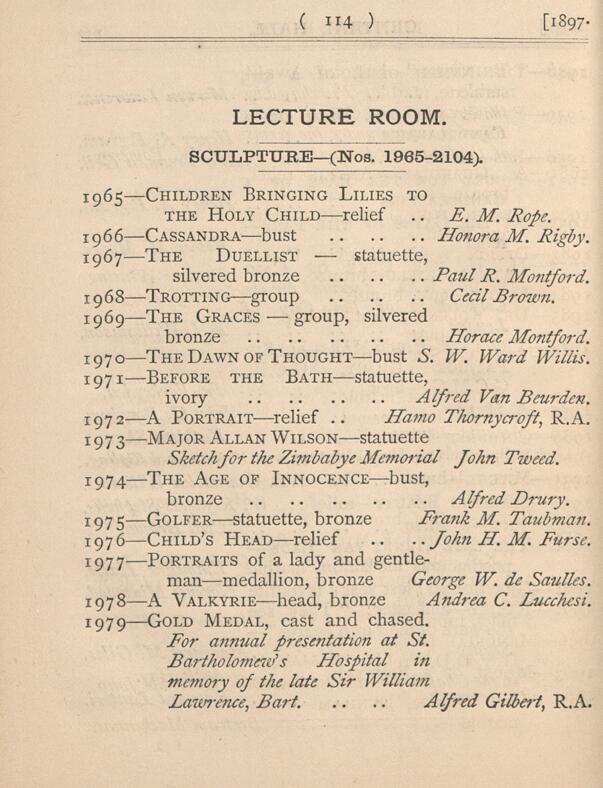 ( 114 ) [1897.
LECTURE ROOM.
SCULPTURE—(Nos. 1965-2104).
1965—CHILDREN BRINGING LILIES TO
THE HOLY CHILD—relief .. E. M. Rope.
1966—CASSANDRA—bust .. .. .. Honora M. Rigby.
1967—THE DUELLIST — statuette,
silvered bronze .. .. .. Paul R. Montford.
1968—TROTTING—group .. .. .. Cecil Brown.
1969—THE GRACES — group, silvered
bronze .. .. .. .. .. Horace Montford.
1970—THE DAWN OF THOUGHT—bust S. W. Ward Willis.
1971—BEFORE THE BATH—statuette,
ivory .. .. .. .. Alfred Van Beurden.
1972—A PORTRAIT—relief .. Hamo Thornycroft, R.A.
1973—MAJOR ALLAN WILSON—statuette
Sketch for the Zimbabye Memorial John Tweed.
1974—THE AGE OF INNOCENCE—bust,
bronze .. .. .. .. .. Alfred Drury.
1975—GOLFER—statuette, bronze Frank M. Taubman.
1976—CHILD'S HEAD—relief .. .. John H. M. Furse.
1977—PORTRAITS of a lady and gentle-
man—medallion, bronze George W. de Saulles.
1978—A VALKYRIE—head, bronze Andrea C. Lucchesi.
1979—GOLD MEDAL, cast and chased.
For annual presentation at St.
Bartholomew's Hospital in
memory of the late Sir William
Lawrence, Bart. .. .. Alfred Gilbert, R.A.